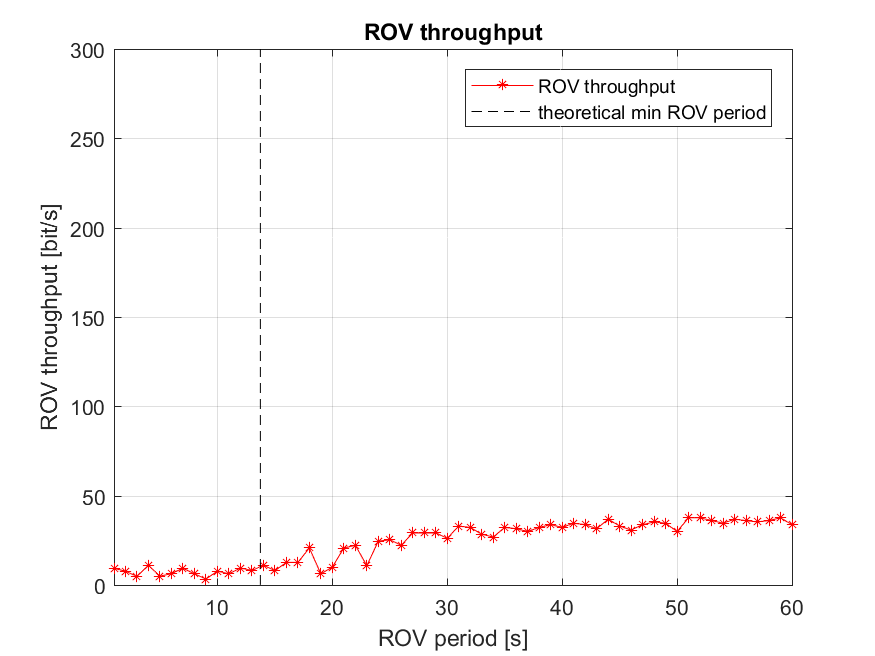 ROV throughput
300
250
200
150
100
50
0
ROV throughput [bit/s]
ROV throughput
theoretical min ROV period
10 20 30 40 50 60
ROV period [s]